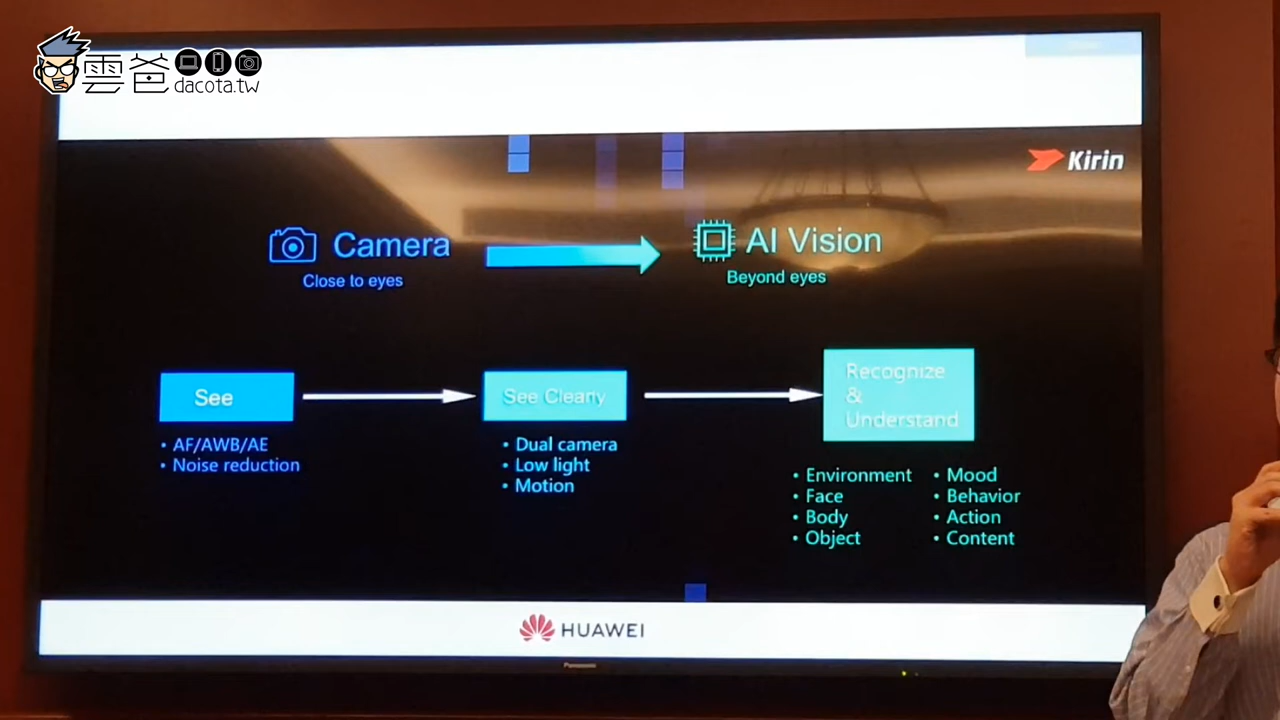 雲爸
dacota.tw
Kirin
Camera
Close to eyes
AI Vision
Beyond eyes
See
• AF/AWB/AE
• Noise reduction
See Clearly
• Dual camera
• Low light
• Motion
Recognize
&
Understand
• Environment
• Face
• Body
• Object
• Mood
• Behavior
• Action
• Content
HUAWEI
Panasonic